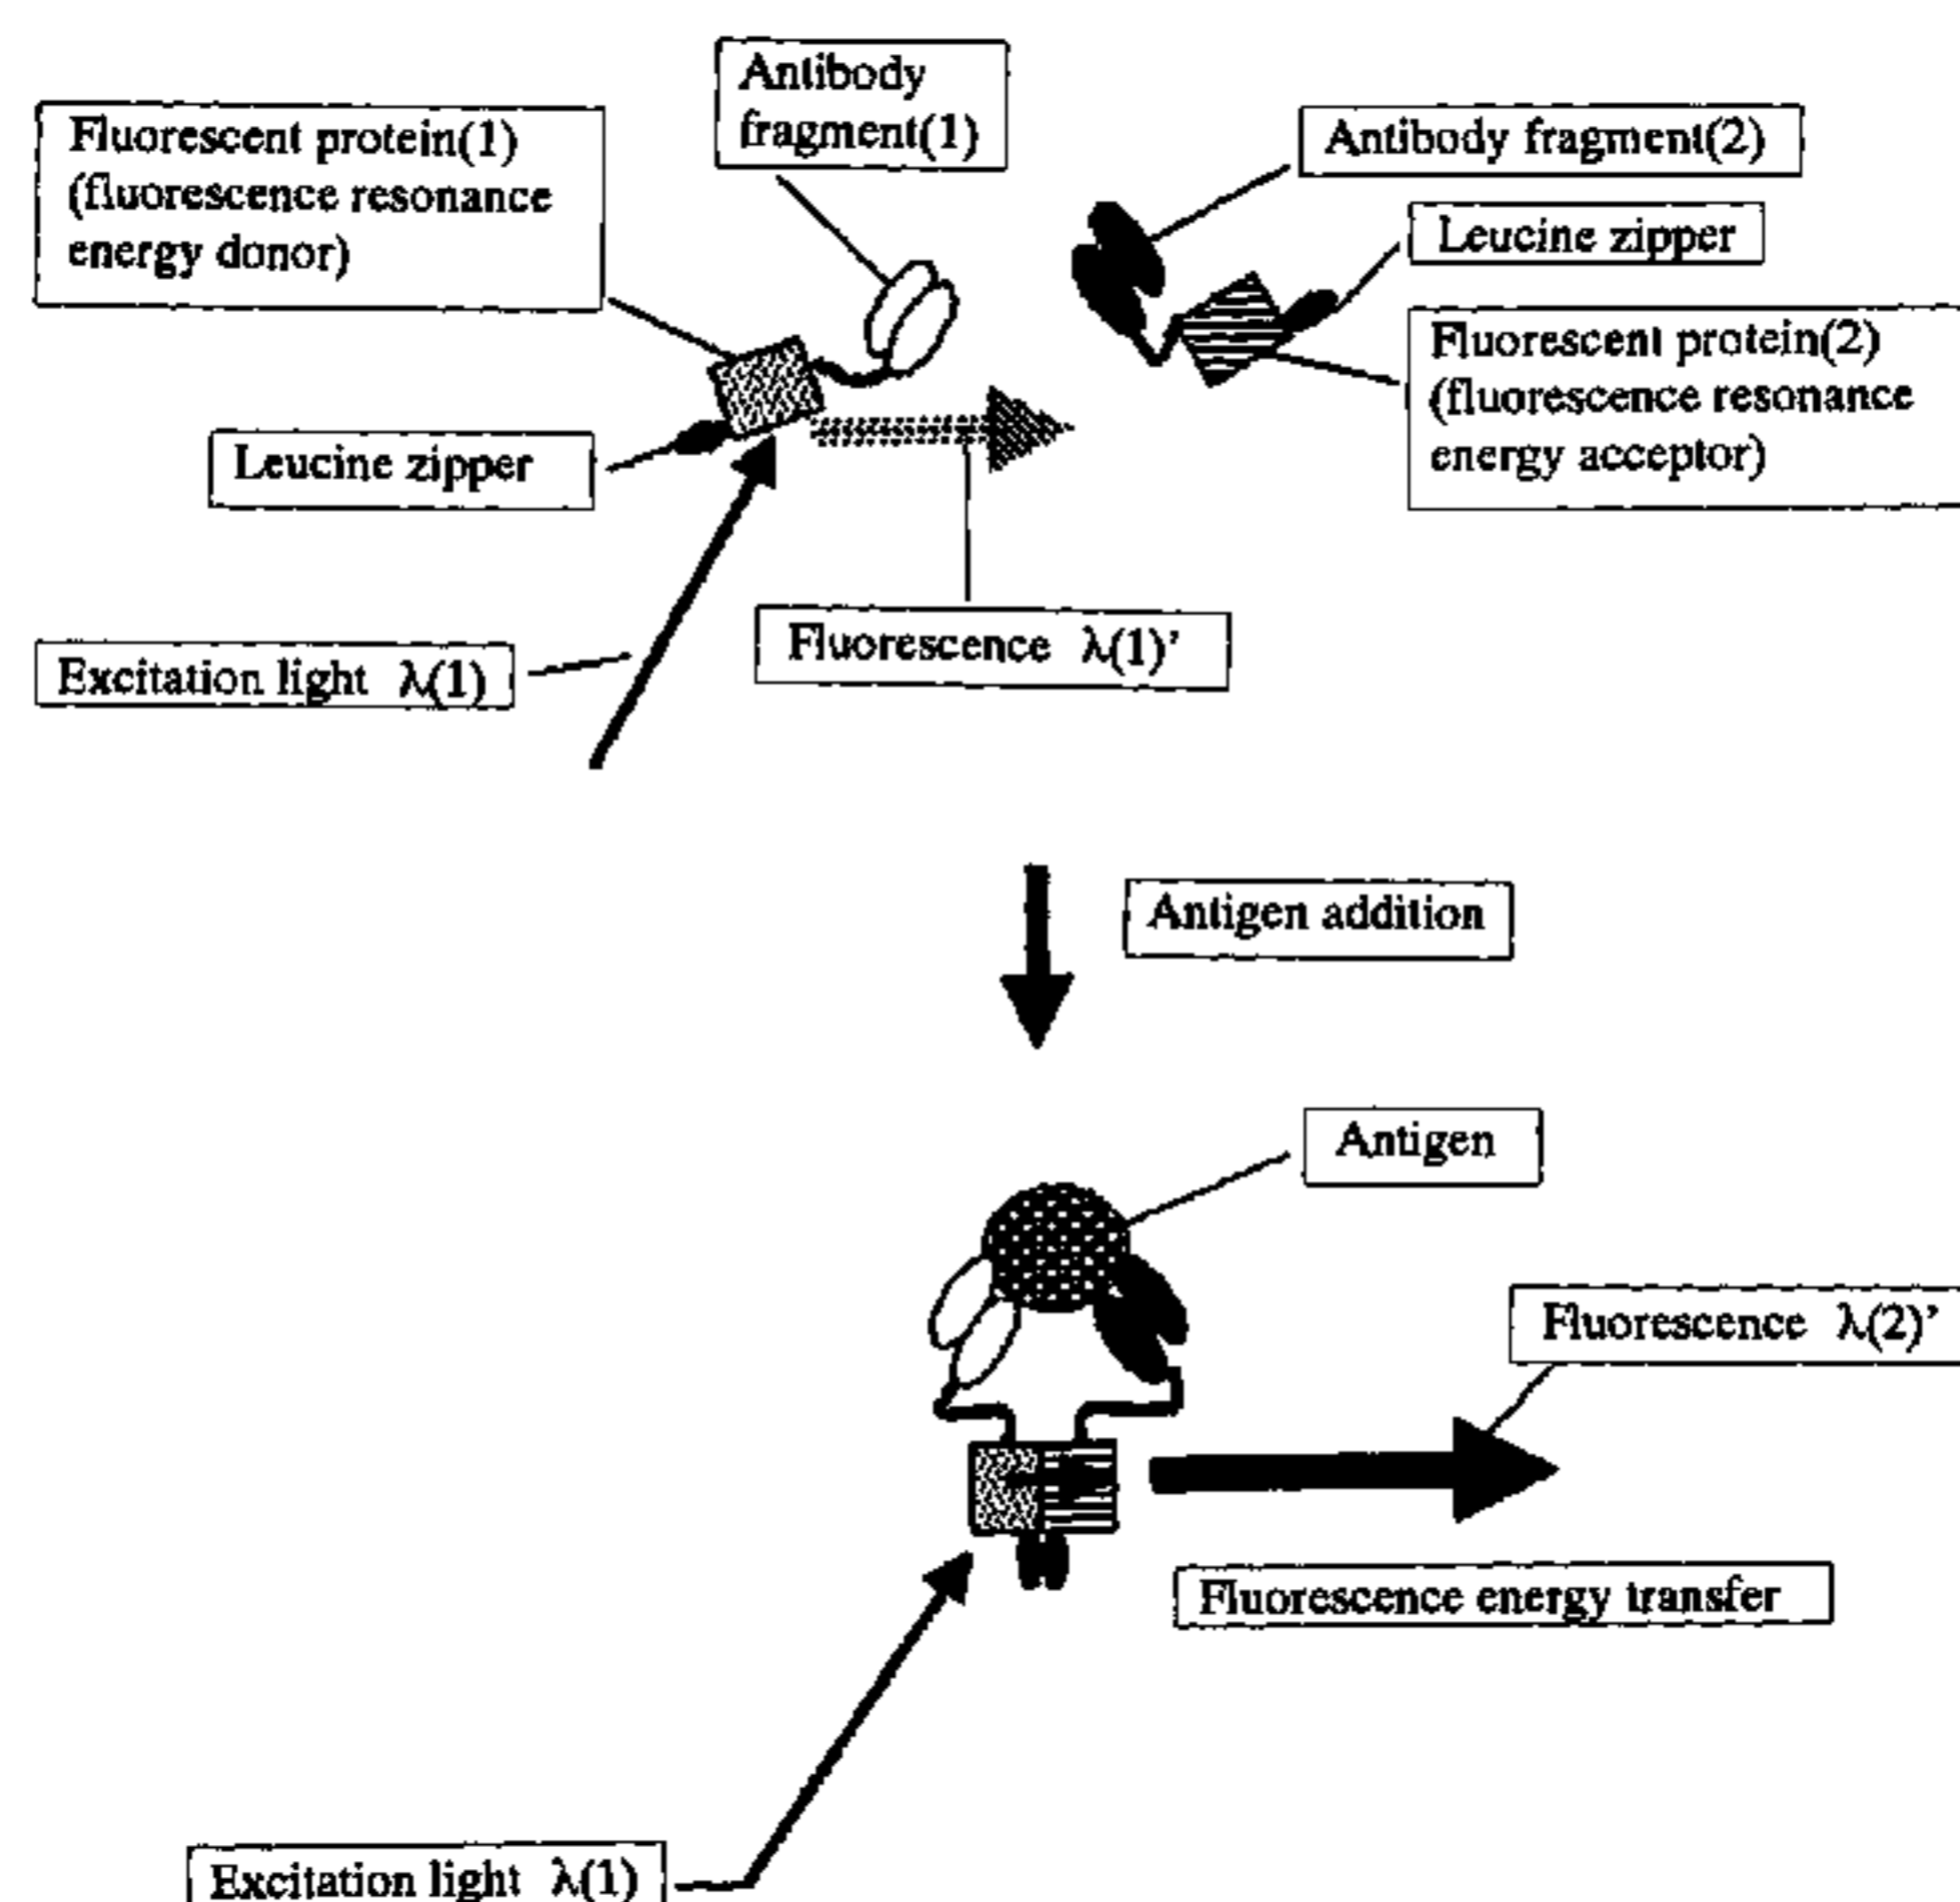 Antibody
fragment(1)
Fluorescent protein(1)
(fluorescence resonance
energy donor)
Antibody fragment(2)
Leucine zipper
Fluorescent protein(2)
(fluorescence resonance
energy acceptor)
Leucine zipper
Excitation light λ(1)
Fluorescence λ(1)’
Antigen addition
Antigen
Fluorescence λ(2)’
Fluorescence energy transfer
Excitation light λ(1)